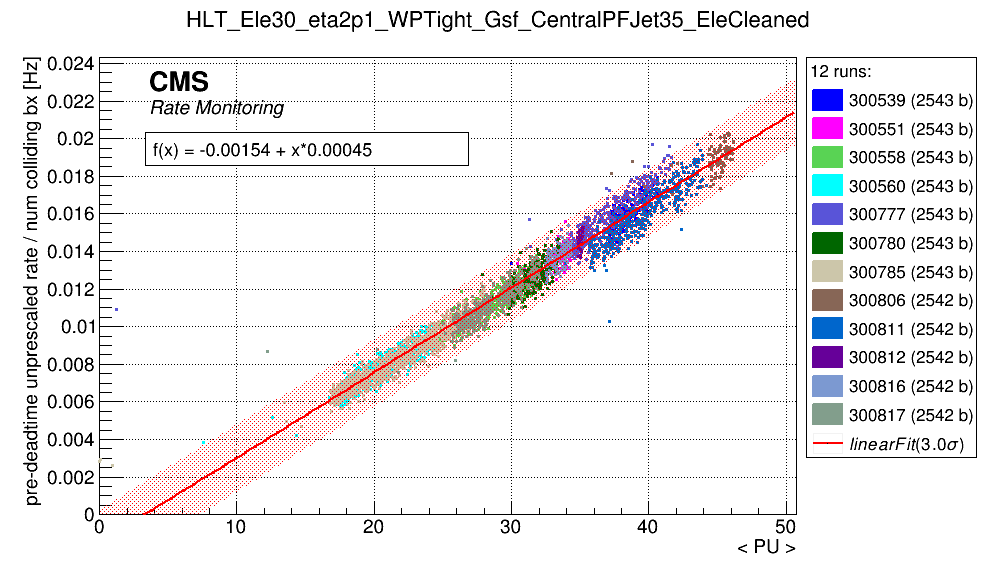 HLT_Ele30_eta2p1_WPTight_Gsf_CentralPFJet35_EleCleaned
pre-deadtime unprescaled rate / num colliding bx [Hz]
0.024
0.022
0.02
0.018
0.016
0.014
0.012
0.01
0.008
0.006
0.004
0.002
0
CMS
Rate Monitoring
f(x) = -0.00154 + x*0.00045
0 10 20 30 40 50
< PU >
12 runs:
300539 (2543 b)
300551 (2543 b)
300558 (2543 b)
300560 (2543 b)
300777 (2543 b)
300780 (2543 b)
300785 (2543 b)
300806 (2542 b)
300811 (2542 b)
300812 (2542 b)
300816 (2542 b)
300817 (2542 b)
linearFit(3.0σ)